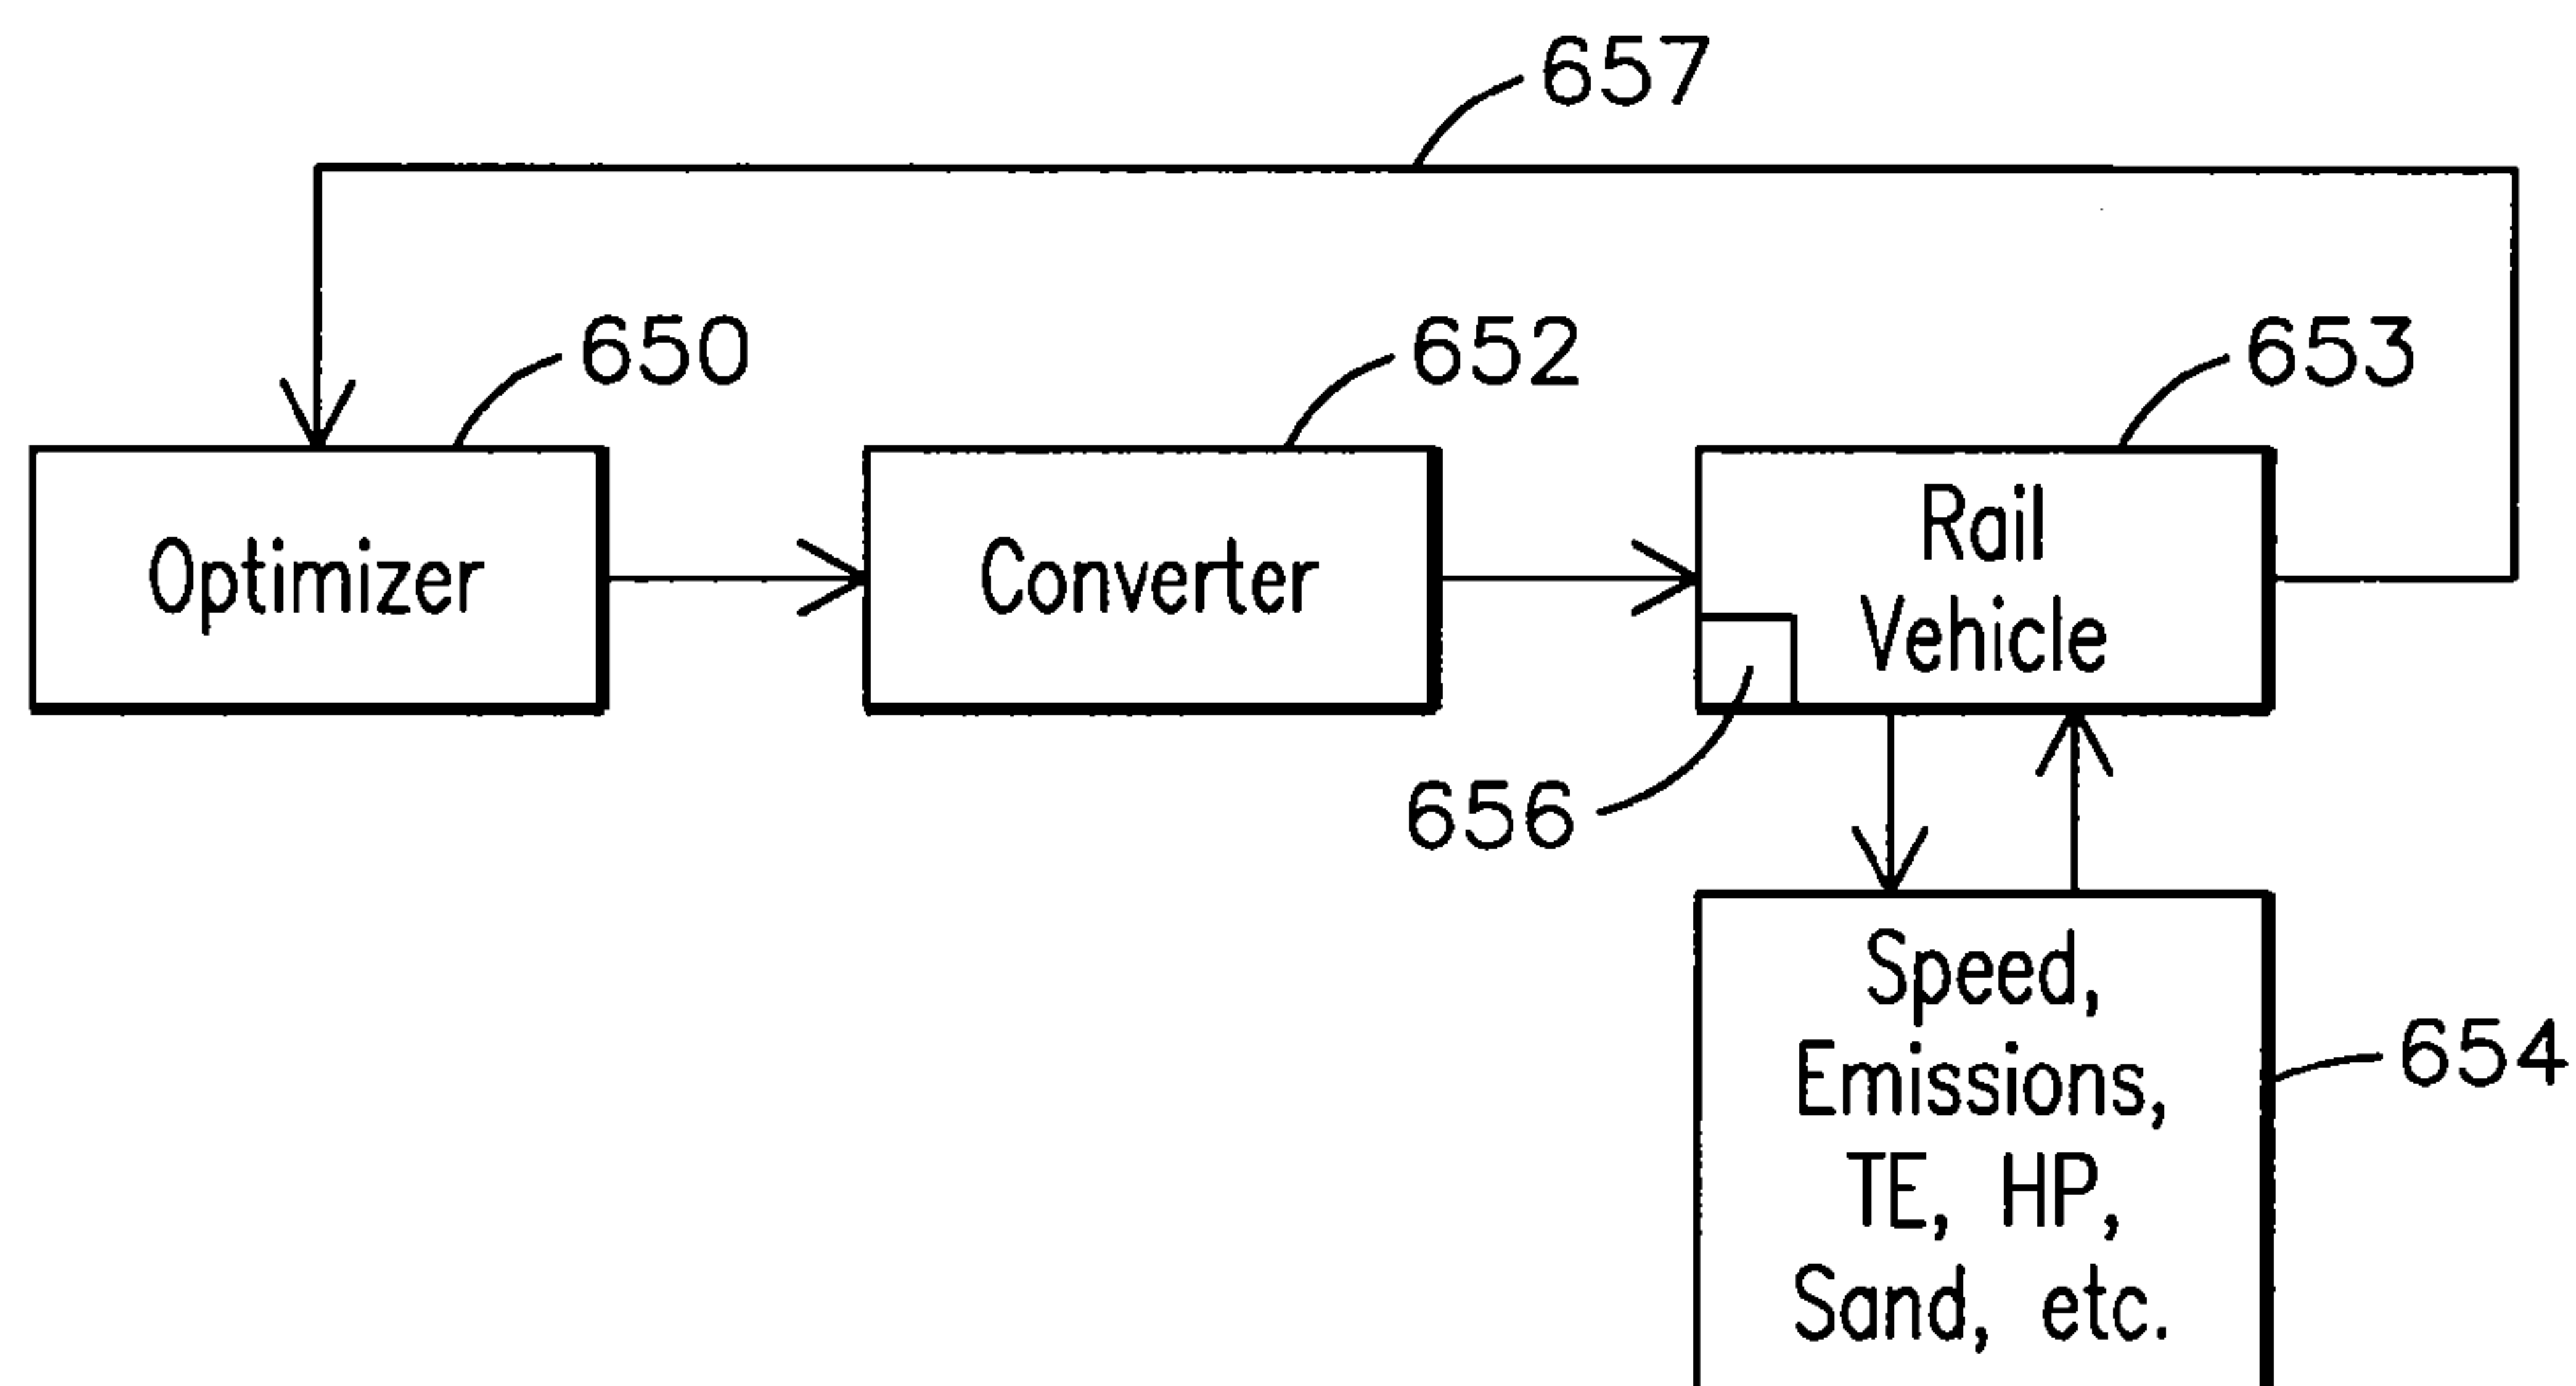 657
650
652
653
Optimizer
Converter
Rail
Vehicle
656
Speed,
Emissions,
TE, HP,
Sand, etc.
654